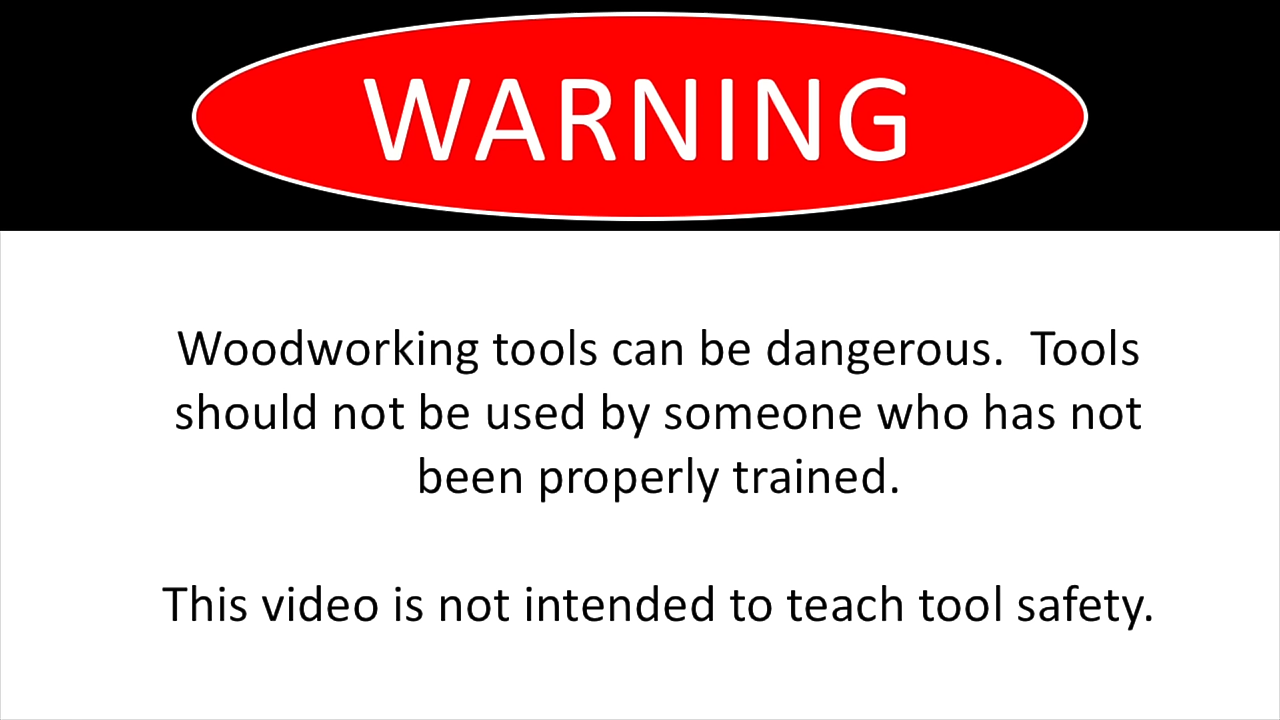 WARNING
Woodworking tools can be dangerous.  Tools
should not be used by someone who has not
been properly trained.
This video is not intended to teach tool safety.